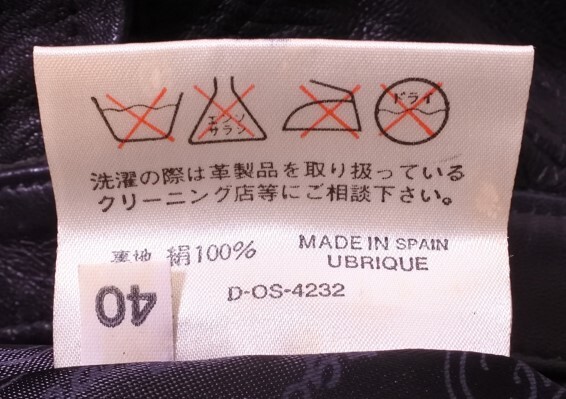 エンソ
サラシ
ドライ
洗濯の際は革製品を取り扱っている
クリーニング店等にご相談下さい。
裏地 絹100%
MADE IN SPAIN
UBRIQUE
D-OS-4232
40